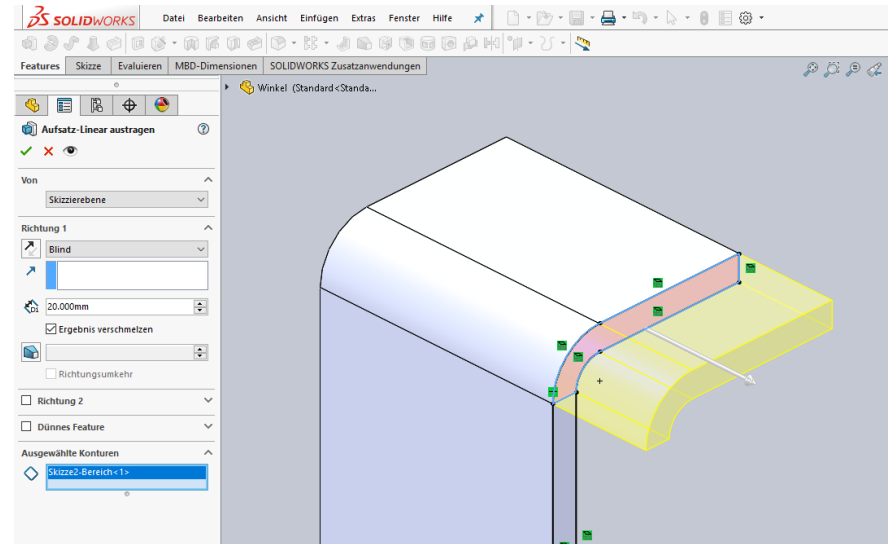 SOLIDWORKS Datei Bearbeiten Ansicht Einfügen Extras Fenster Hilfe
Features Skizze Evaluieren MBD-Dimensionen SOLIDWORKS Zusatzanwendungen
Winkel (Standard<Standa...
Aufsatz-Linear austragen
Von
Skizzierebene
Richtung 1
Blind
D1 20.000mm
Ergebnis verschmelzen
Richtungsumkehr
Richtung 2
Dünnes Feature
Ausgewählte Konturen
Skizze2-Bereich<1>